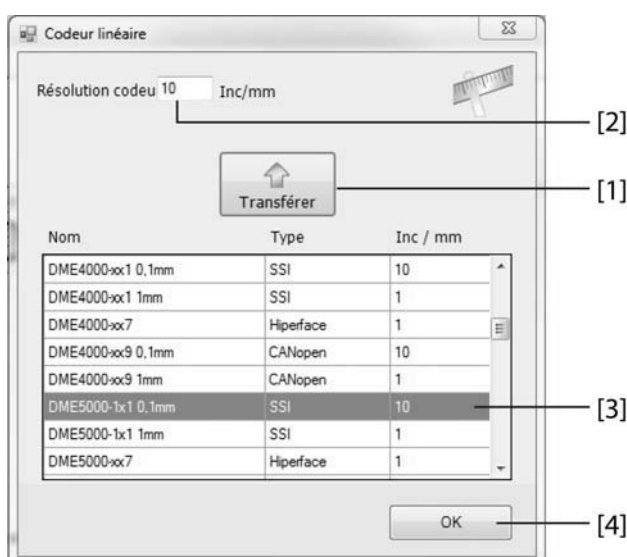 Codeur linéaire
Résolution codeu 10 Inc/mm
[2]
Transférer [1]
Nom Type Inc / mm
DME4000-xx1 0,1mm SSI 10
DME4000-xx1 1mm SSI 1
DME4000-xx7 Hiperface 1
DME4000-xx9 0,1mm CANopen 10
DME4000-xx9 1mm CANopen 1
DME5000-1x1 0,1mm SSI 10 [3]
DME5000-1x1 1mm SSI 1
DME5000-xx7 Hiperface 1
OK [4]